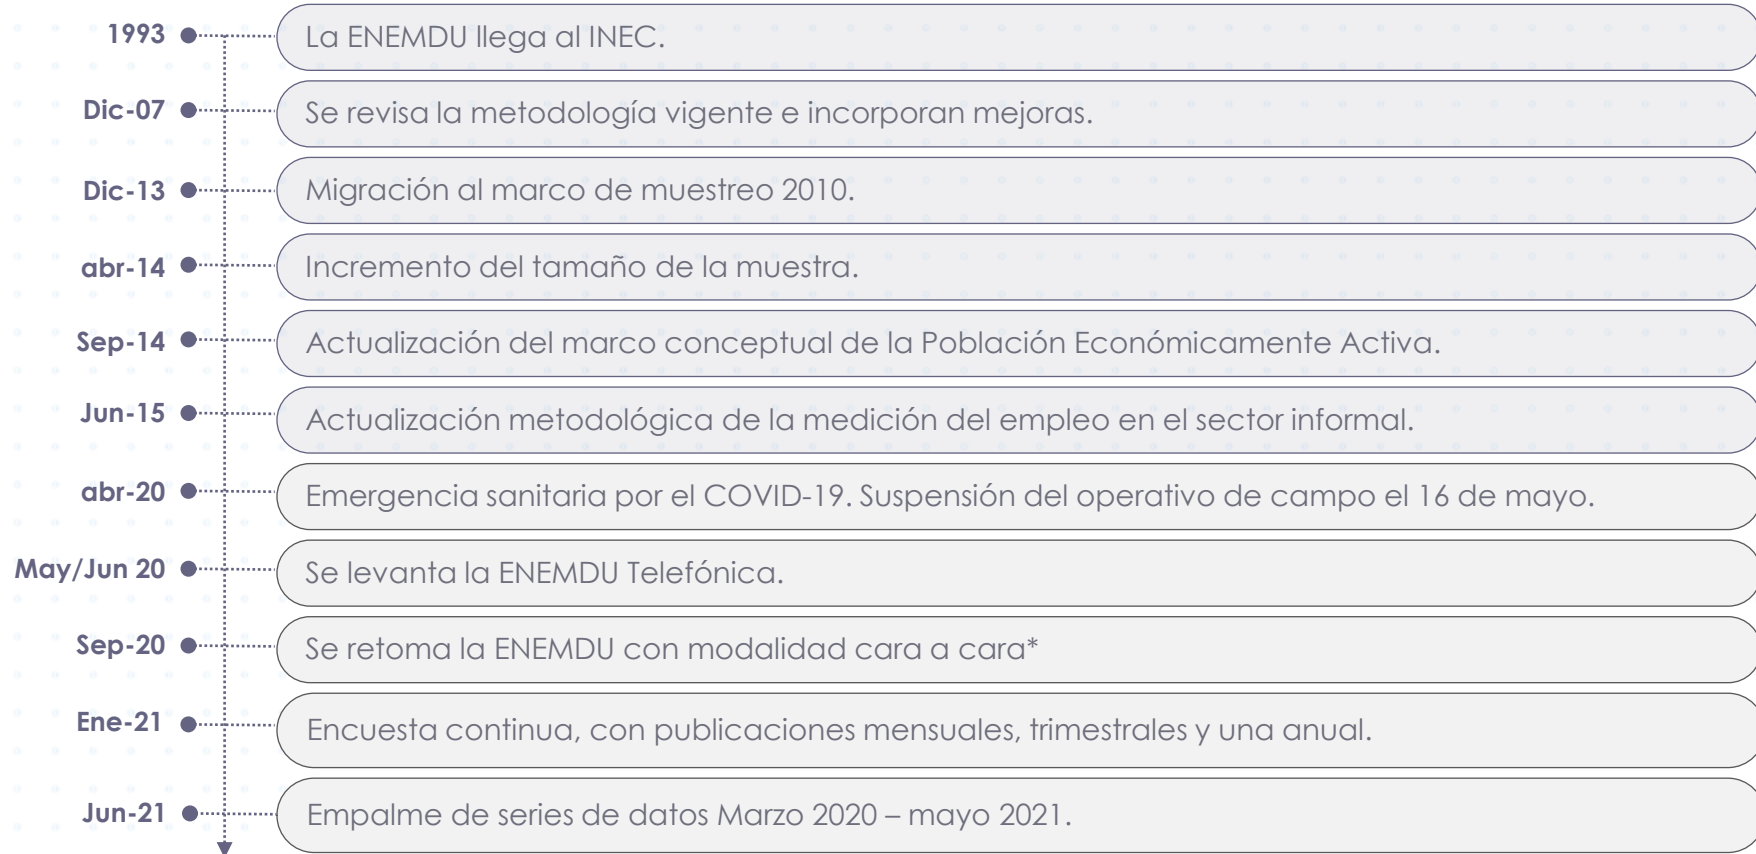 1993 La ENEMDU llega al INEC.
Dic-07 Se revisa la metodología vigente e incorporan mejoras.
Dic-13 Migración al marco de muestreo 2010.
abr-14 Incremento del tamaño de la muestra.
Sep-14 Actualización del marco conceptual de la Población Económicamente Activa.
Jun-15 Actualización metodológica de la medición del empleo en el sector informal.
abr-20 Emergencia sanitaria por el COVID-19. Suspensión del operativo de campo el 16 de mayo.
May/Jun 20 Se levanta la ENEMDU Telefónica.
Sep-20 Se retoma la ENEMDU con modalidad cara a cara*
Ene-21 Encuesta continua, con publicaciones mensuales, trimestrales y una anual.
Jun-21 Empalme de series de datos Marzo 2020 – mayo 2021.